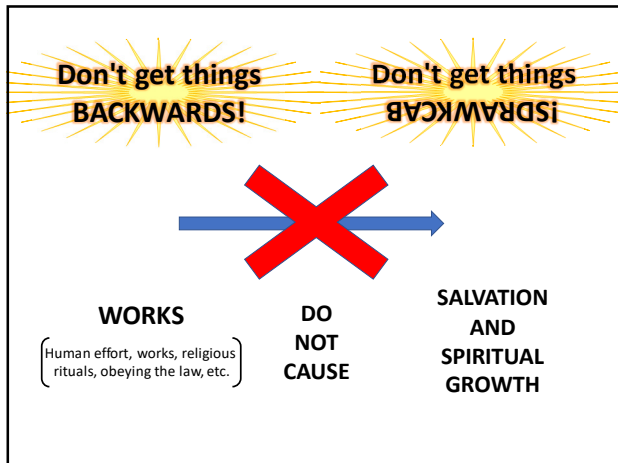 Don't get things
BACKWARDS!
Don't get things
BACKWARDS!
WORKS
Human effort, works, religious
rituals, obeying the law, etc.
DO
NOT
CAUSE
SALVATION
AND
SPIRITUAL
GROWTH